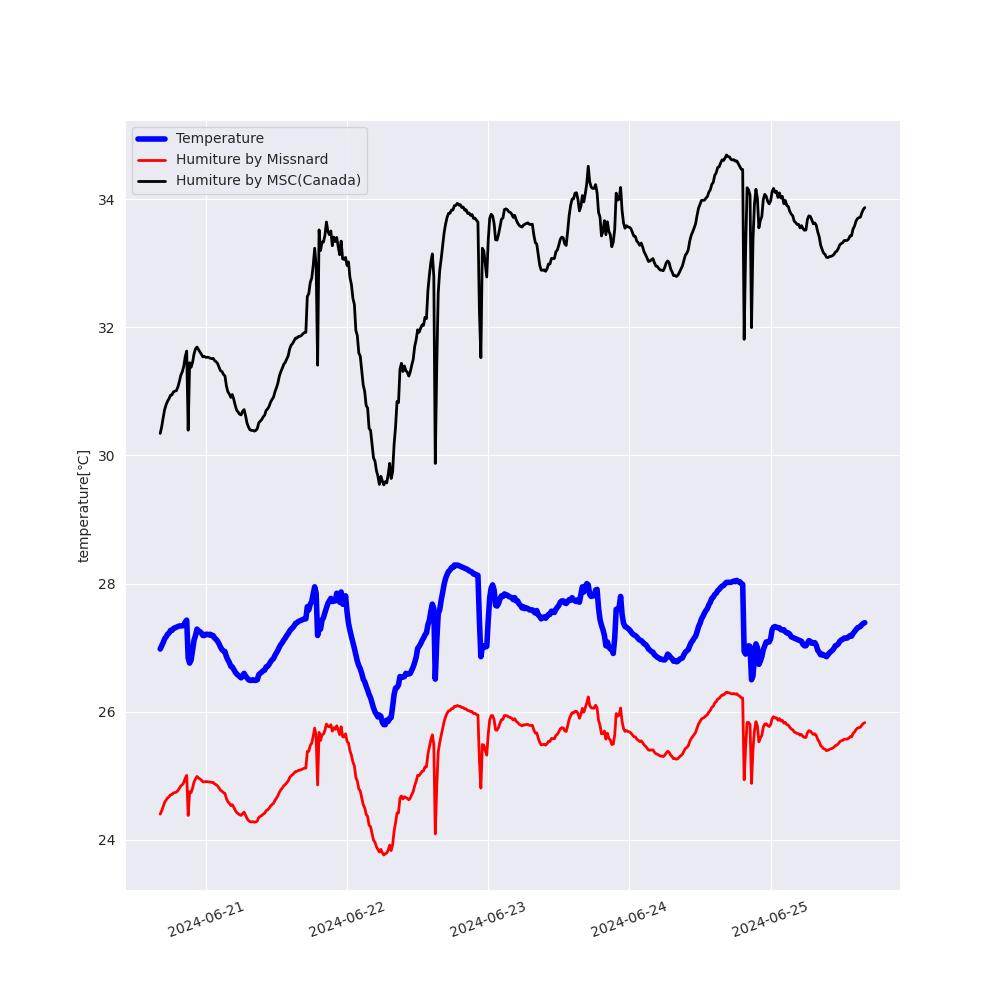 Temperature
Humiture by Missnard
Humiture by MSC(Canada)
34
32
30
28
26
24
temperature[℃]
2024-06-21
2024-06-22
2024-06-23
2024-06-24
2024-06-25